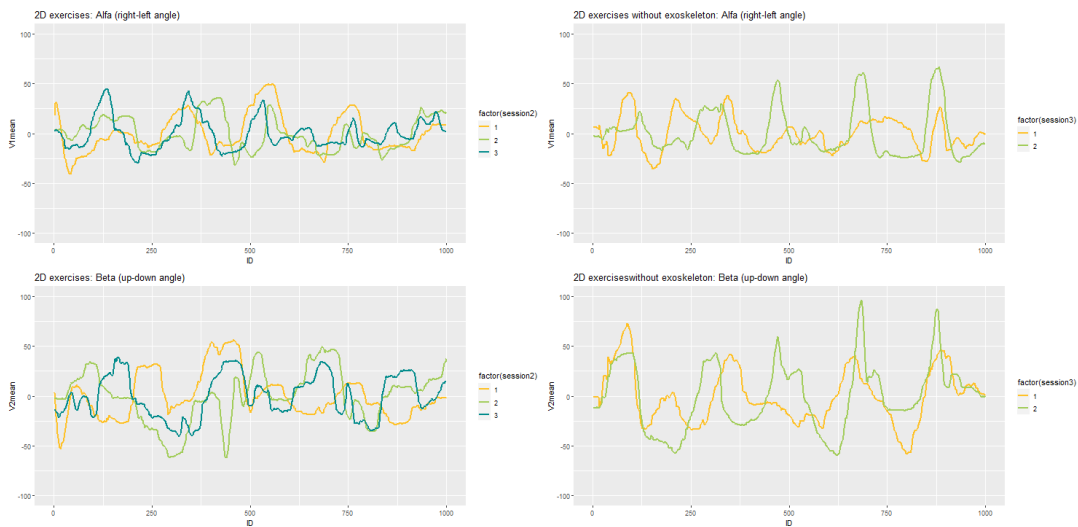 2D exercises: Alfa (right-left angle)
V1mean
100
50
0
-50
-100
0 250 500 750 1000
ID
factor(session2)
1
2
3
2D exercises without exoskeleton: Alfa (right-left angle)
V1mean
100
50
0
-50
-100
0 250 500 750 1000
ID
factor(session3)
1
2
2D exercises: Beta (up-down angle)
V2mean
100
50
0
-50
-100
0 250 500 750 1000
ID
factor(session2)
1
2
3
2D exerciseswithout exoskeleton: Beta (up-down angle)
V2mean
100
50
0
-50
-100
0 250 500 750 1000
ID
factor(session3)
1
2